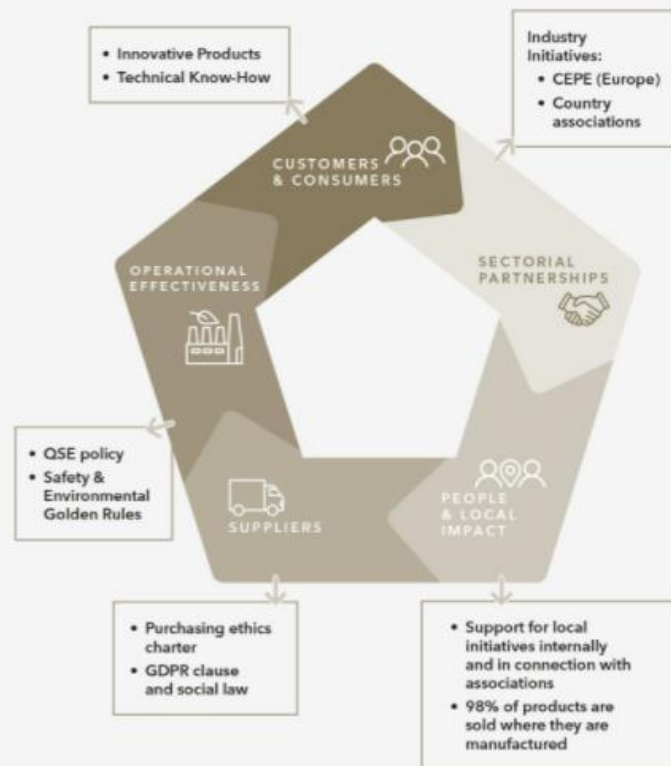 • Innovative Products
• Technical Know-How
Industry
Initiatives:
• CEPE (Europe)
• Country
associations
CUSTOMERS
& CONSUMERS
OPERATIONAL
EFFECTIVENESS
SECTORIAL
PARTNERSHIPS
• QSE policy
• Safety &
Environmental
Golden Rules
SUPPLIERS
PEOPLE
& LOCAL
IMPACT
• Purchasing ethics
charter
• GDPR clause
and social law
• Support for local
initiatives internally
and in connection with
associations
• 98% of products are
sold where they are
manufactured